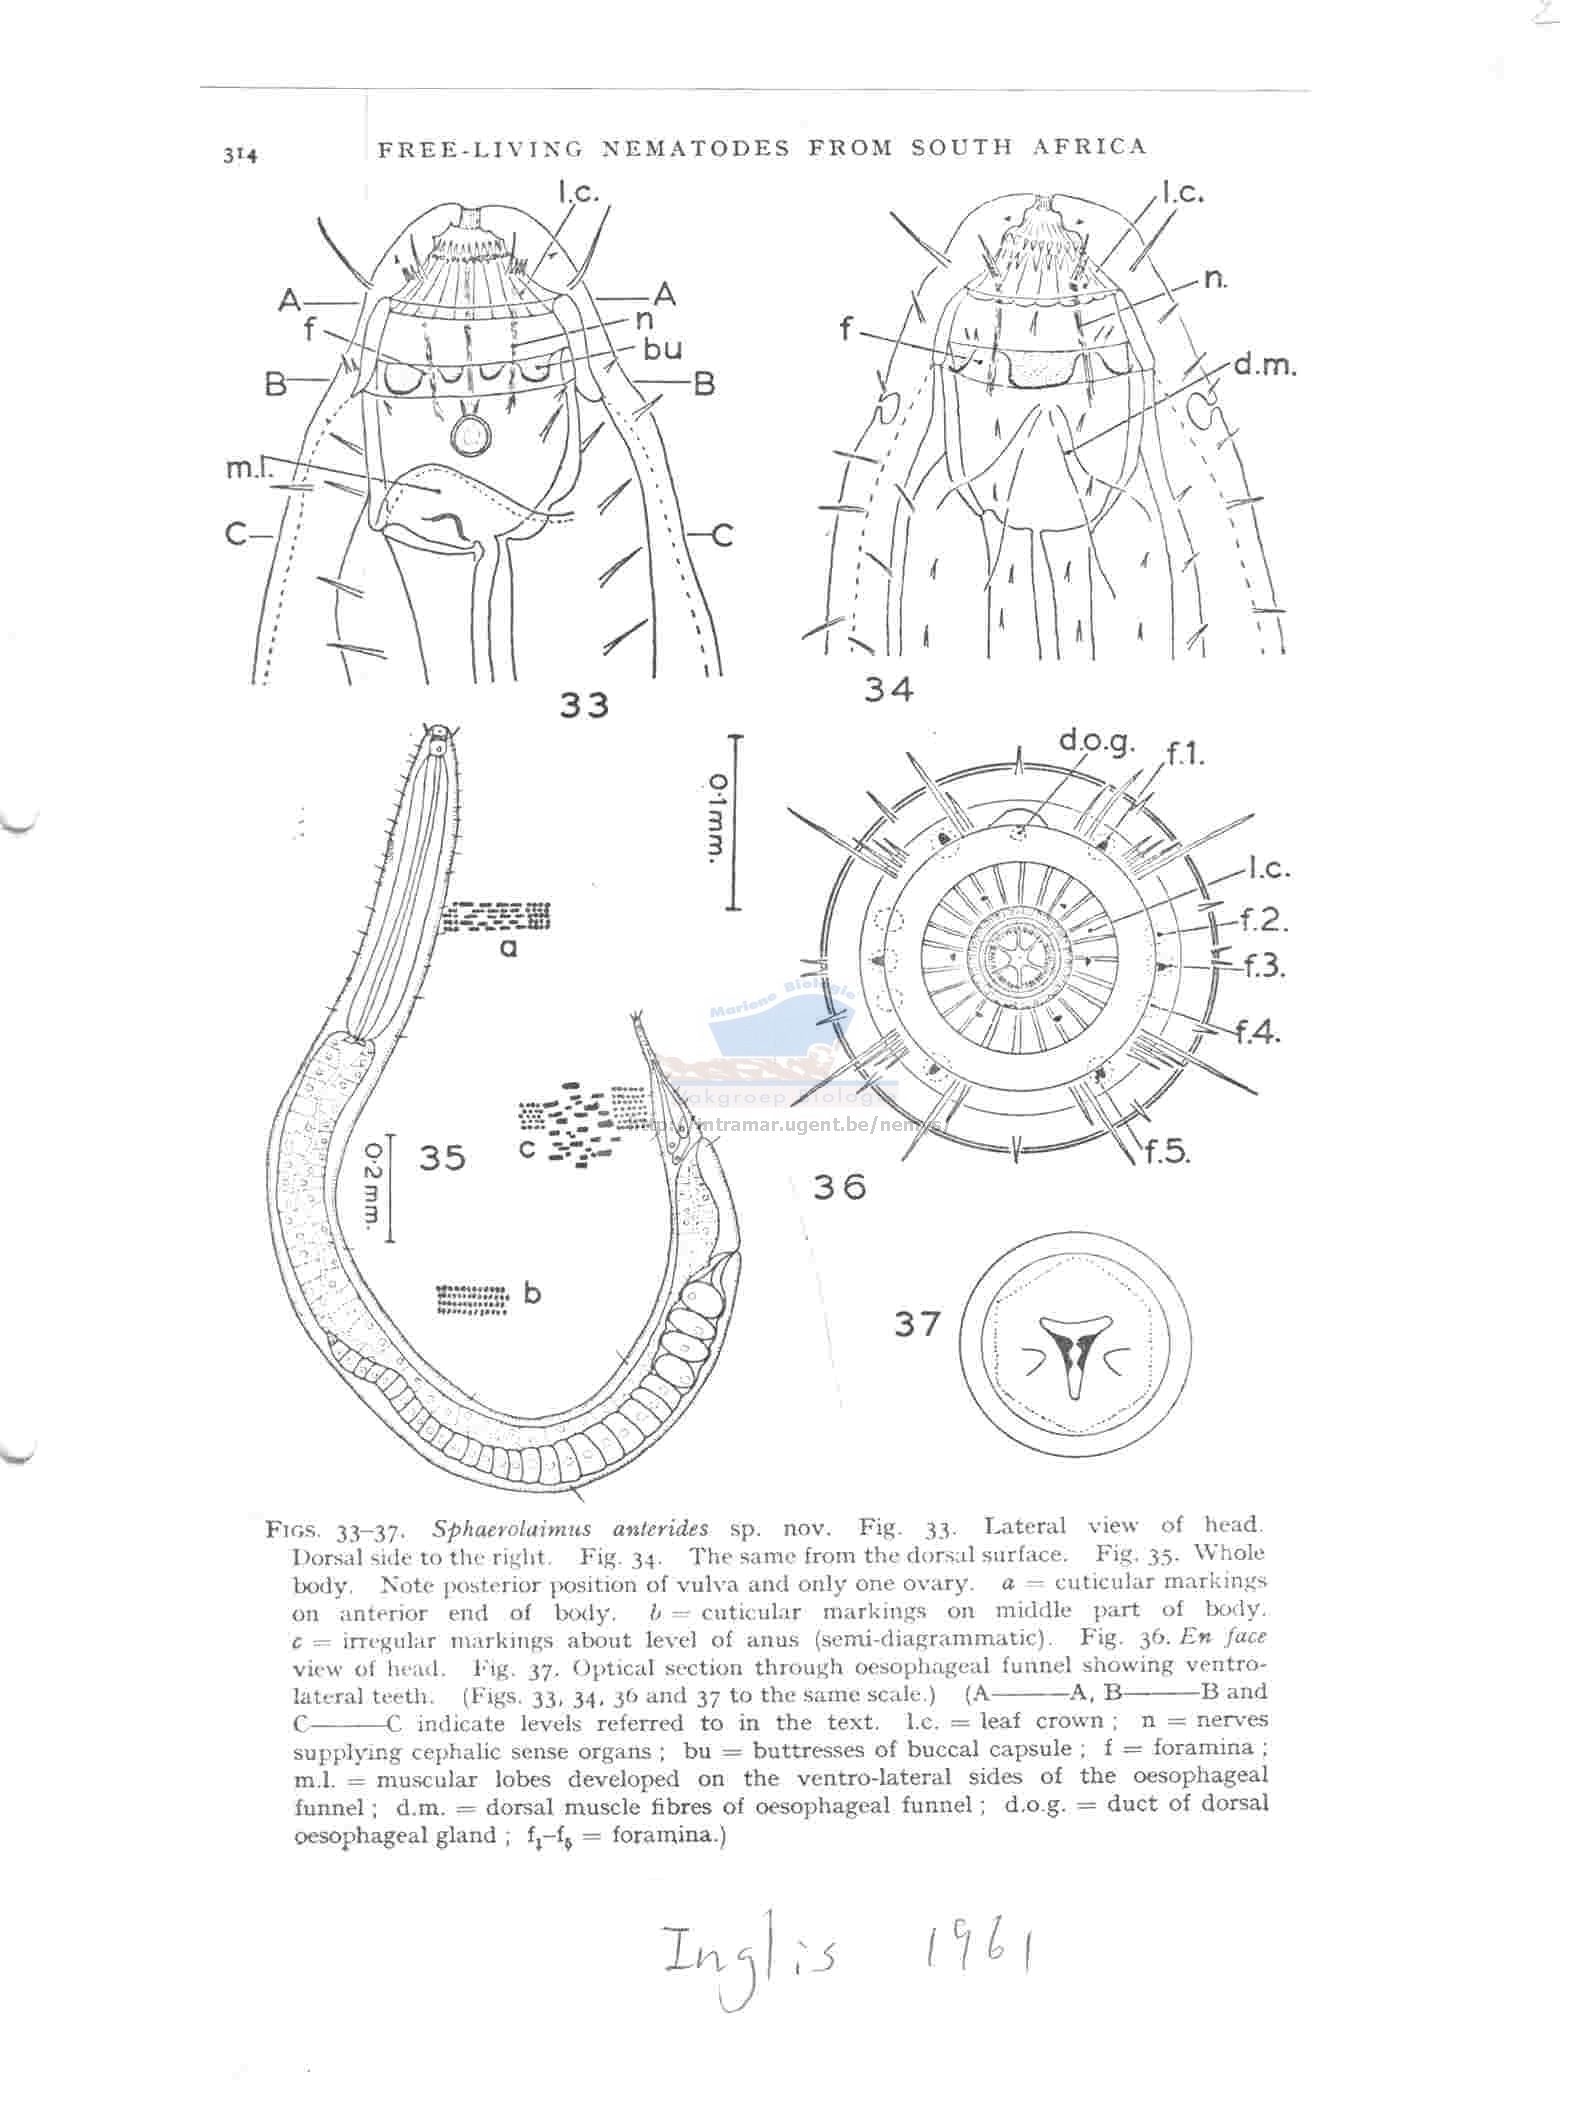 2
314 FREE-LIVING NEMATODES FROM SOUTH AFRICA
l.c. l.c.
A A n.
f n f
bu d.m.
B B
m.l.
C C
33 34
d.o.g. f.1.
0·1mm.
l.c.
a f.2.
f.3.
Mariene Biologie
f.4.
vakgroep Biologie
http://intramar.ugent.be/nemys/
0·2mm. 35 c f.5.
36
b
37
FIGS. 33–37. Sphaerolaimus anterides sp. nov. Fig. 33. Lateral view of head.
Dorsal side to the right. Fig. 34. The same from the dorsal surface. Fig. 35. Whole
body. Note posterior position of vulva and only one ovary. a = cuticular markings
on anterior end of body. b = cuticular markings on middle part of body.
c = irregular markings about level of anus (semi-diagrammatic). Fig. 36. En face
view of head. Fig. 37. Optical section through oesophageal funnel showing ventro-
lateral teeth. (Figs. 33, 34, 36 and 37 to the same scale.) (A———A, B———B and
C———C indicate levels referred to in the text. l.c. = leaf crown ; n = nerves
supplying cephalic sense organs ; bu = buttresses of buccal capsule ; f = foramina ;
m.l. = muscular lobes developed on the ventro-lateral sides of the oesophageal
funnel ; d.m. = dorsal muscle fibres of oesophageal funnel ; d.o.g. = duct of dorsal
oesophageal gland ; f₁–f₅ = foramina.)
Inglis 1961